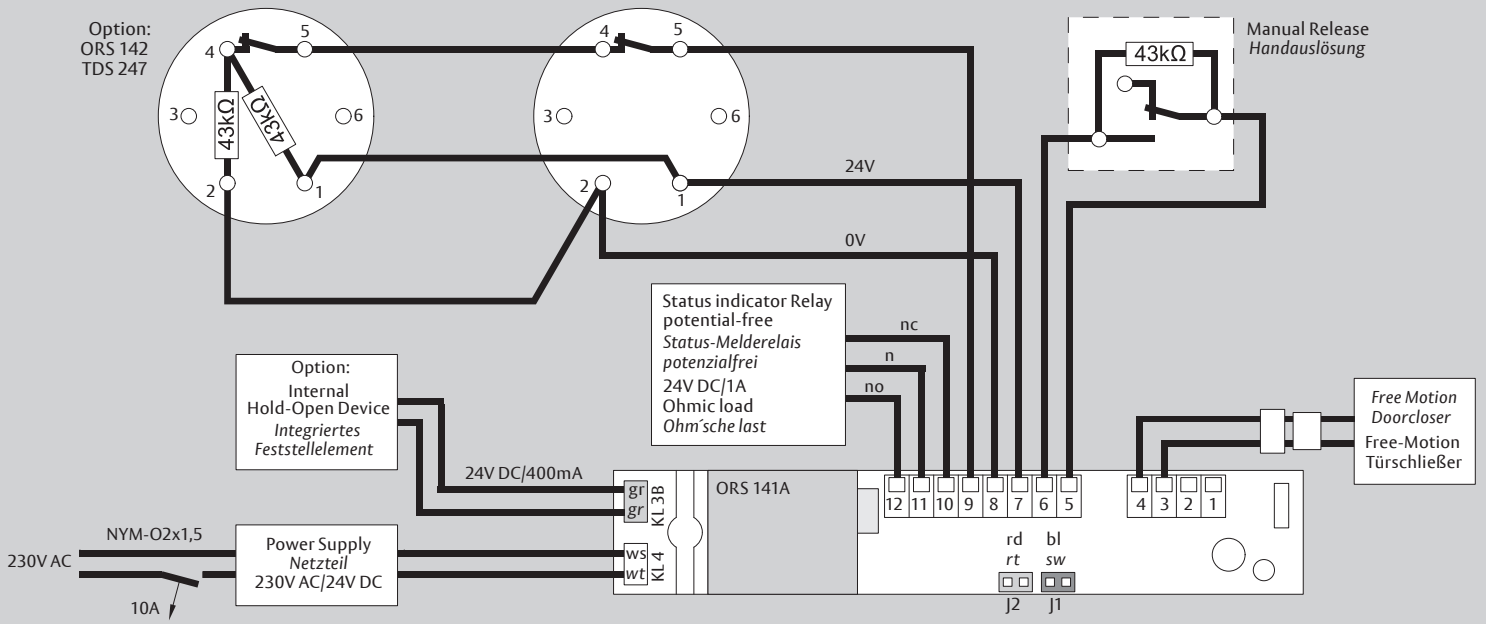 Option:
ORS 142
TDS 247
4
5
3
6
43kΩ
43kΩ
2
1
4
5
3
6
2
1
Manual Release
Handauslösung
43kΩ
24V
0V
Status indicator Relay
potential-free
Status-Melderelais
potenzialfrei
24V DC/1A
Ohmic load
Ohm´sche last
nc
n
no
Option:
Internal
Hold-Open Device
Integriertes
Feststellelement
24V DC/400mA
Free Motion
Doorcloser
Free-Motion
Türschließer
gr
gr
KL 3B
ORS 141A
12 11 10 9 8 7 6 5
4 3 2 1
NYM-O2x1,5
230V AC
10A
Power Supply
Netzteil
230V AC/24V DC
ws
wt
KL 4
rd bl
rt sw
J2 J1